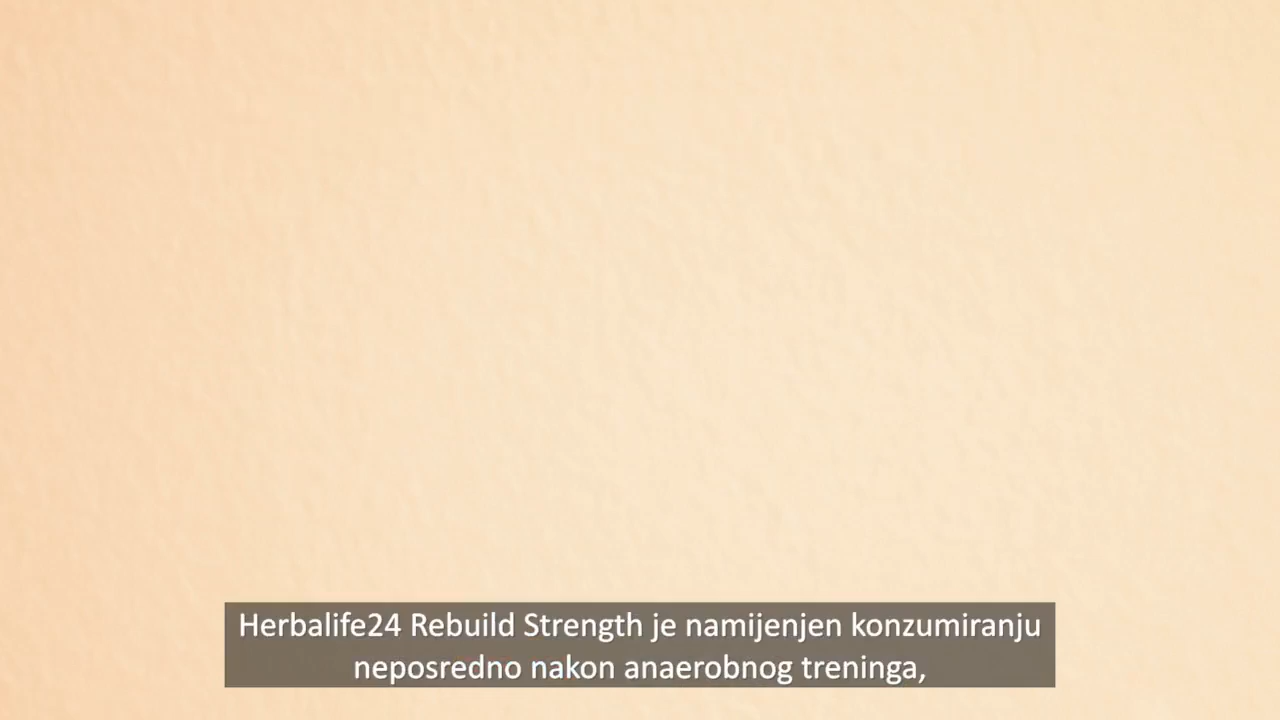 Herbalife24 Rebuild Strength je namijenjen konzumiranju
neposredno nakon anaerobnog treninga,